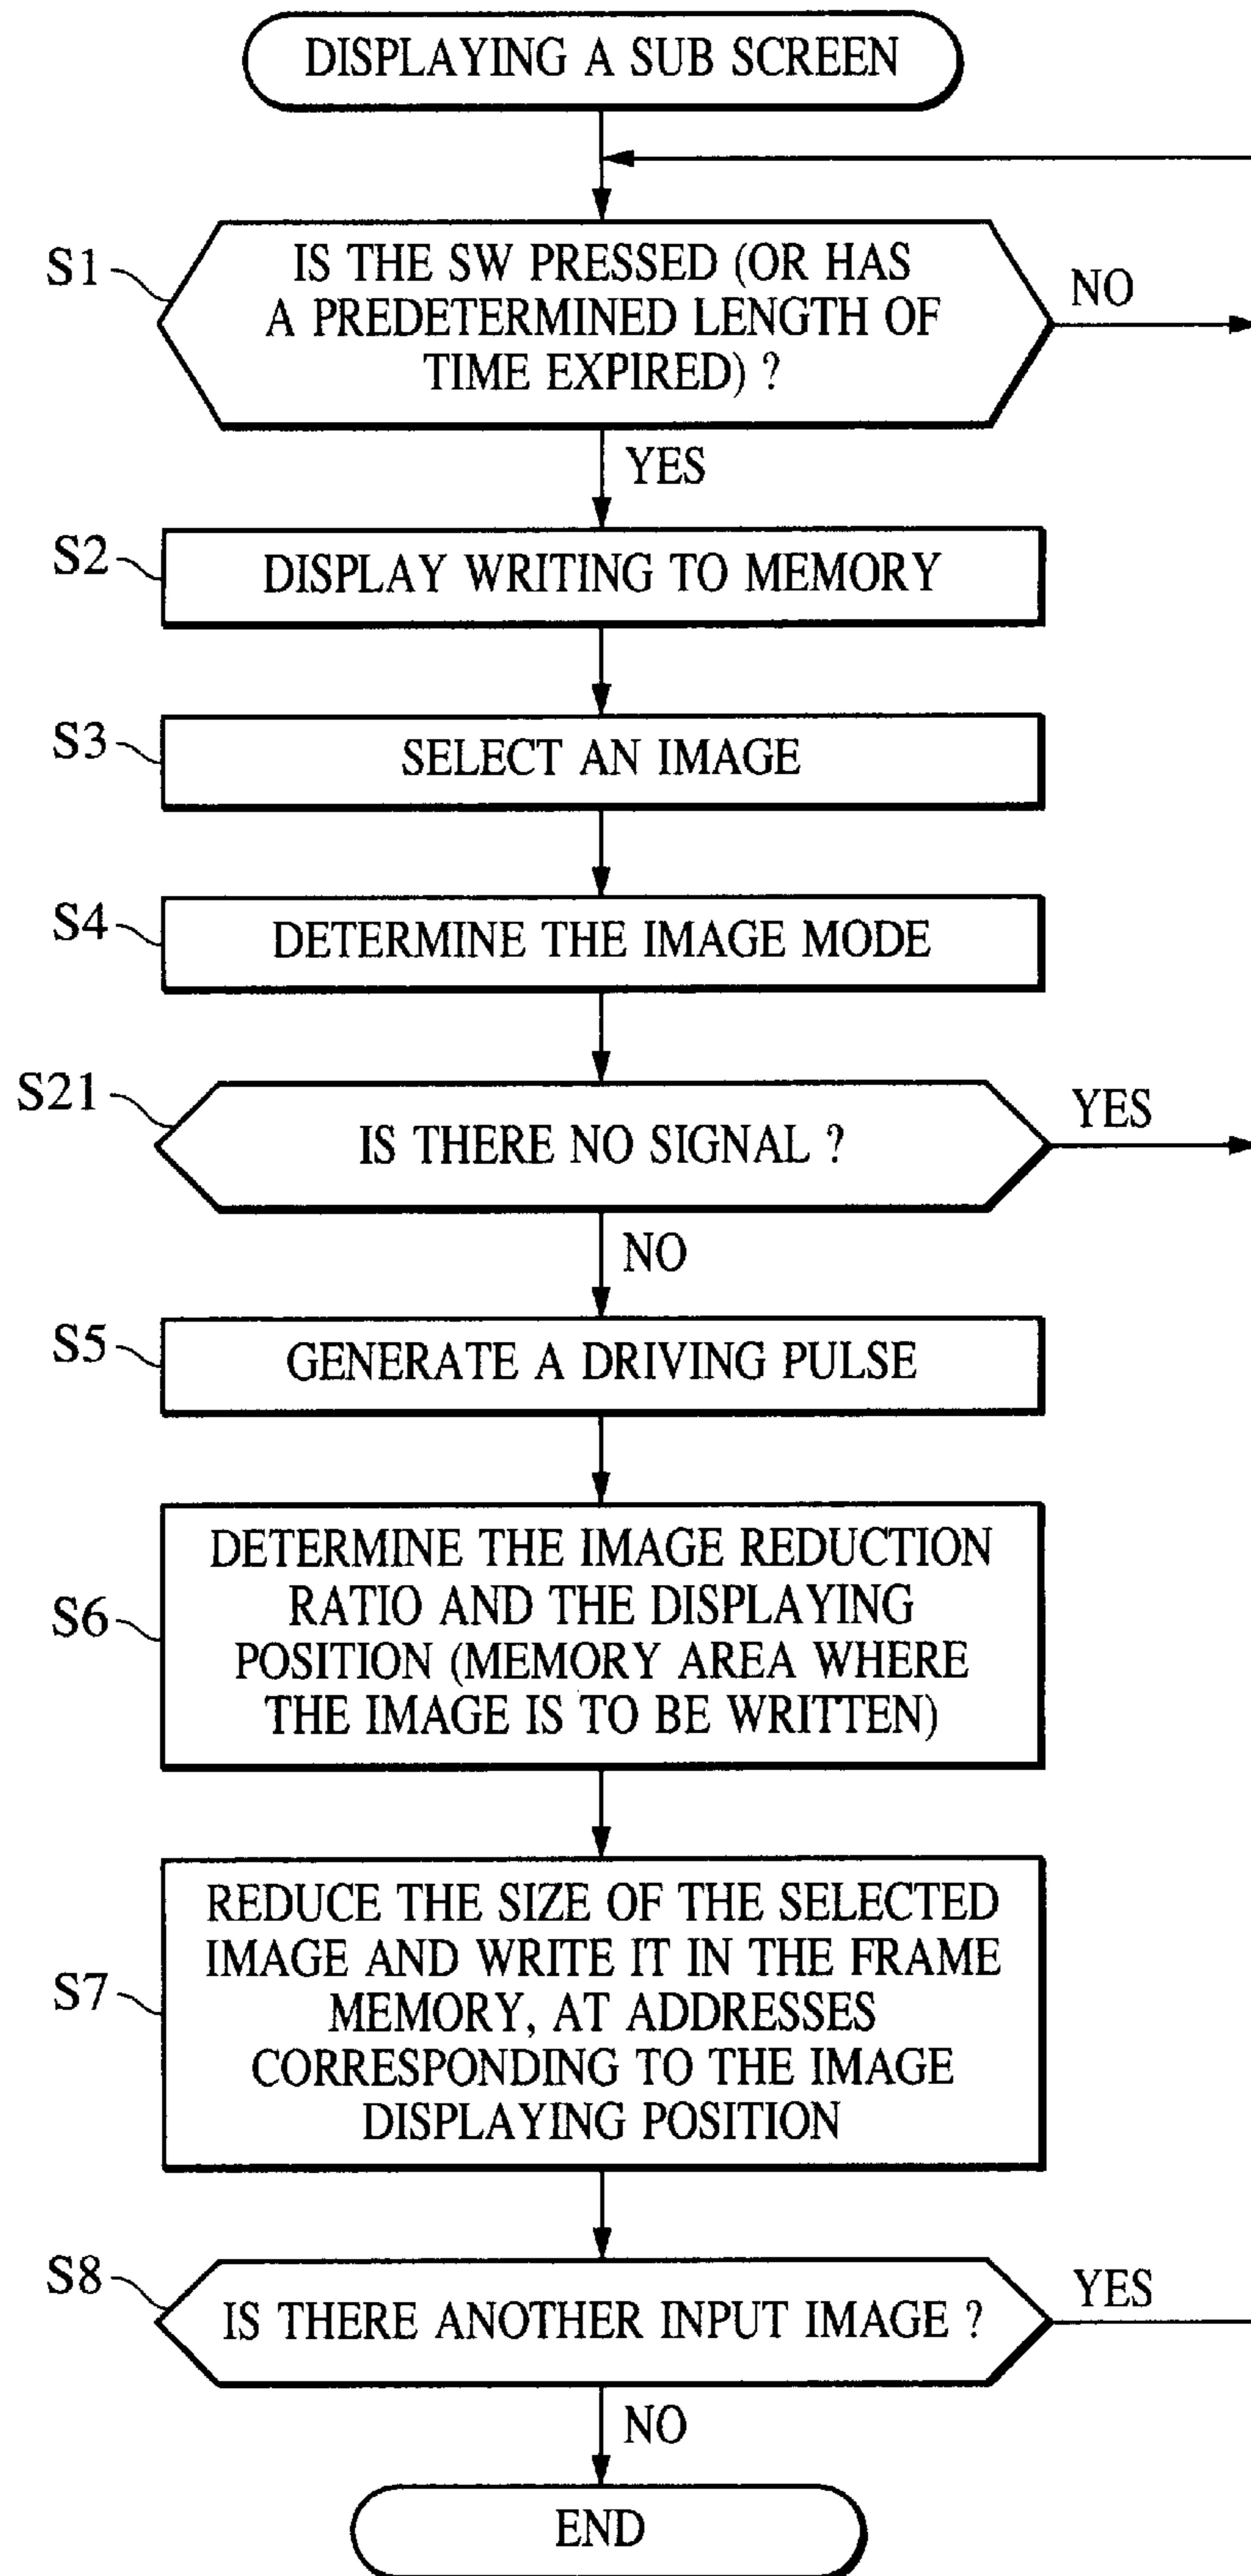 DISPLAYING A SUB SCREEN
S1
IS THE SW PRESSED (OR HAS
A PREDETERMINED LENGTH OF
TIME EXPIRED) ?
NO
YES
S2
DISPLAY WRITING TO MEMORY
S3
SELECT AN IMAGE
S4
DETERMINE THE IMAGE MODE
S21
IS THERE NO SIGNAL ?
YES
NO
S5
GENERATE A DRIVING PULSE
S6
DETERMINE THE IMAGE REDUCTION
RATIO AND THE DISPLAYING
POSITION (MEMORY AREA WHERE
THE IMAGE IS TO BE WRITTEN)
S7
REDUCE THE SIZE OF THE SELECTED
IMAGE AND WRITE IT IN THE FRAME
MEMORY, AT ADDRESSES
CORRESPONDING TO THE IMAGE
DISPLAYING POSITION
S8
IS THERE ANOTHER INPUT IMAGE ?
YES
NO
END